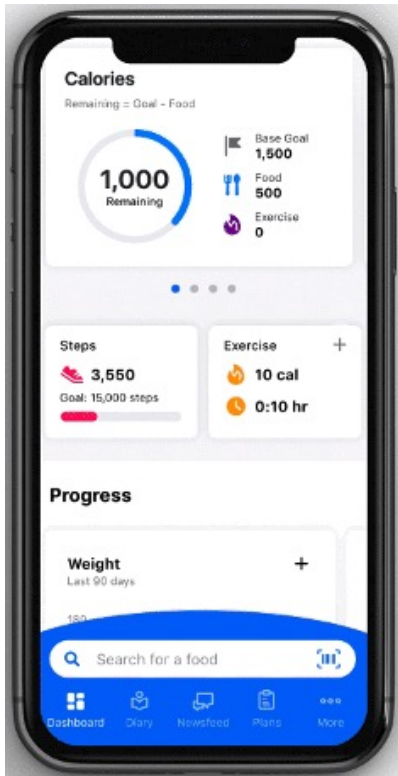 Calories
Remaining = Goal - Food
1,000
Remaining
Base Goal
1,500
Food
500
Exercise
0
Steps
3,550
Goal: 15,000 steps
Exercise
+
10 cal
0:10 hr
Progress
Weight
+
Last 90 days
180
Search for a food
Dashboard
Diary
Newsfeed
Plans
More